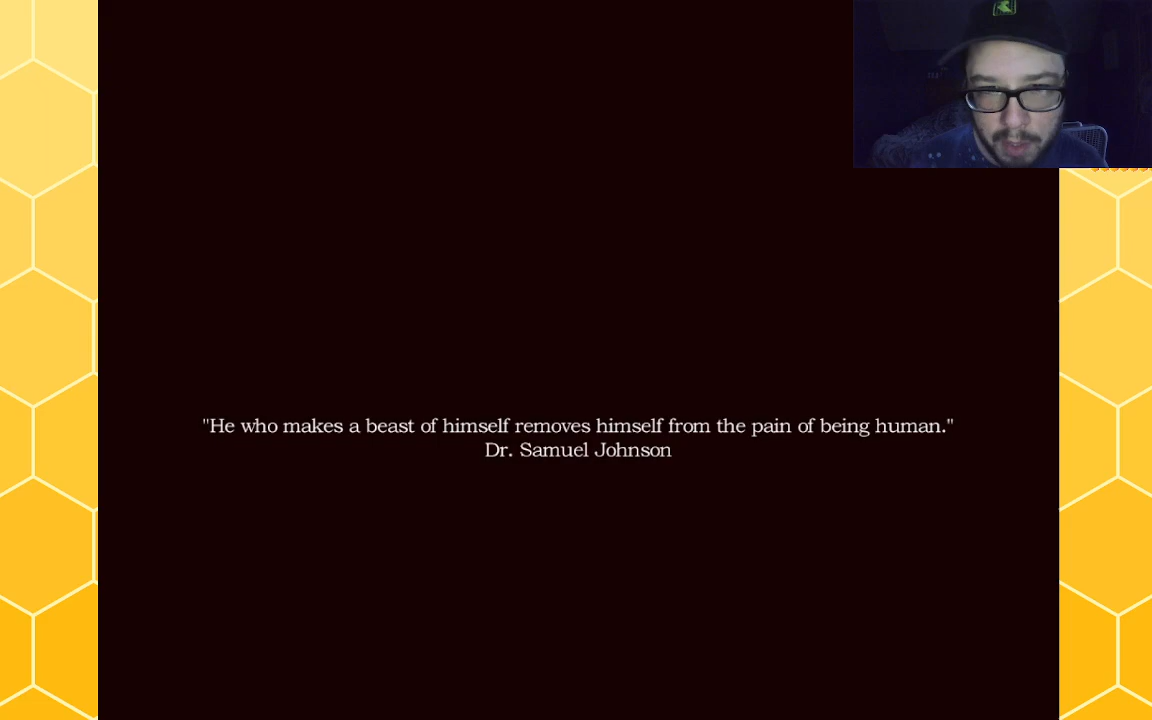 "He who makes a beast of himself removes himself from the pain of being human."
Dr. Samuel Johnson